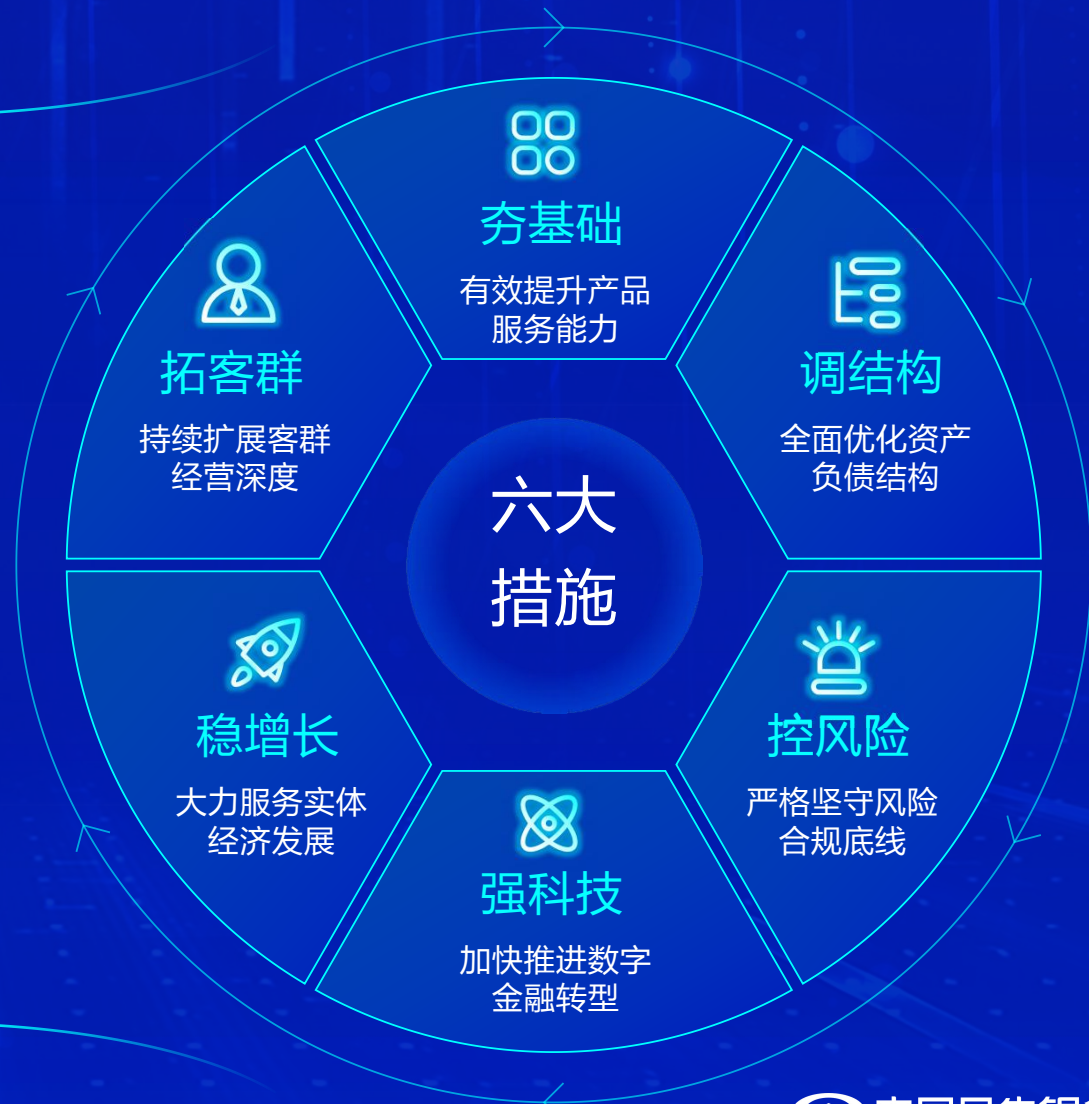 夯基础
有效提升产品
服务能力
调结构
全面优化资产
负债结构
控风险
严格坚守风险
合规底线
强科技
加快推进数字
金融转型
稳增长
大力服务实体
经济发展
拓客群
持续扩展客群
经营深度
六大
措施